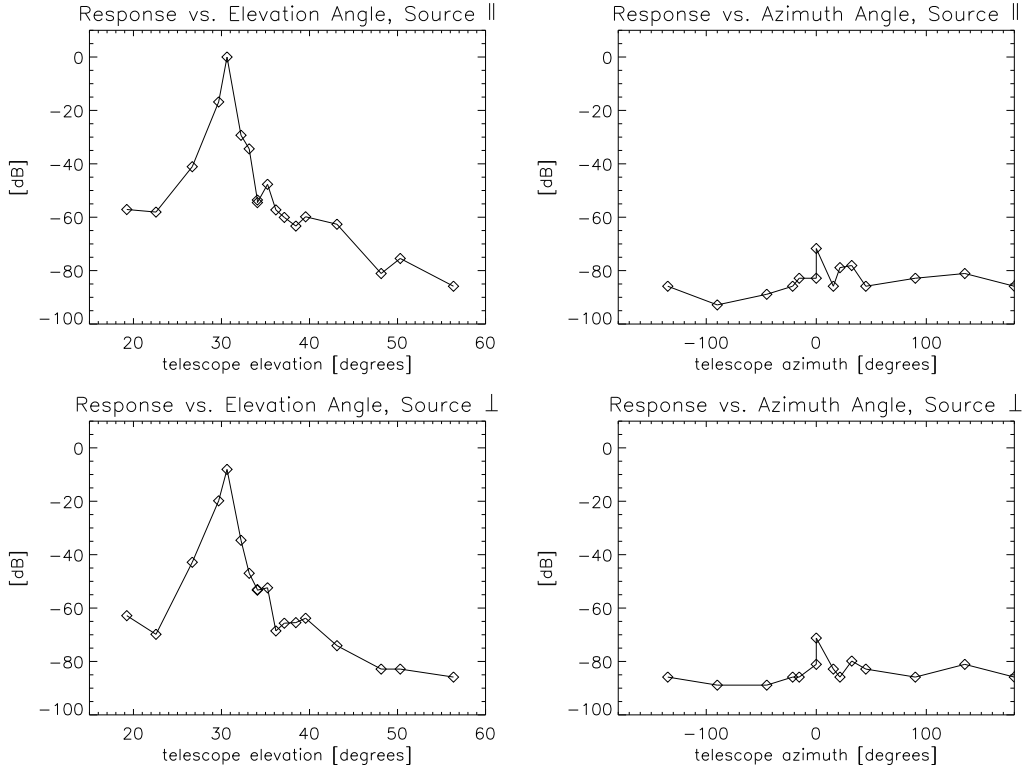 Response vs. Elevation Angle, Source ||
0
−20
−40
−60
−80
−100
[dB]
20 30 40 50 60
telescope elevation [degrees]
Response vs. Azimuth Angle, Source ||
0
−20
−40
−60
−80
−100
[dB]
−100 0 100
telescope azimuth [degrees]
Response vs. Elevation Angle, Source ⊥
0
−20
−40
−60
−80
−100
[dB]
20 30 40 50 60
telescope elevation [degrees]
Response vs. Azimuth Angle, Source ⊥
0
−20
−40
−60
−80
−100
[dB]
−100 0 100
telescope azimuth [degrees]